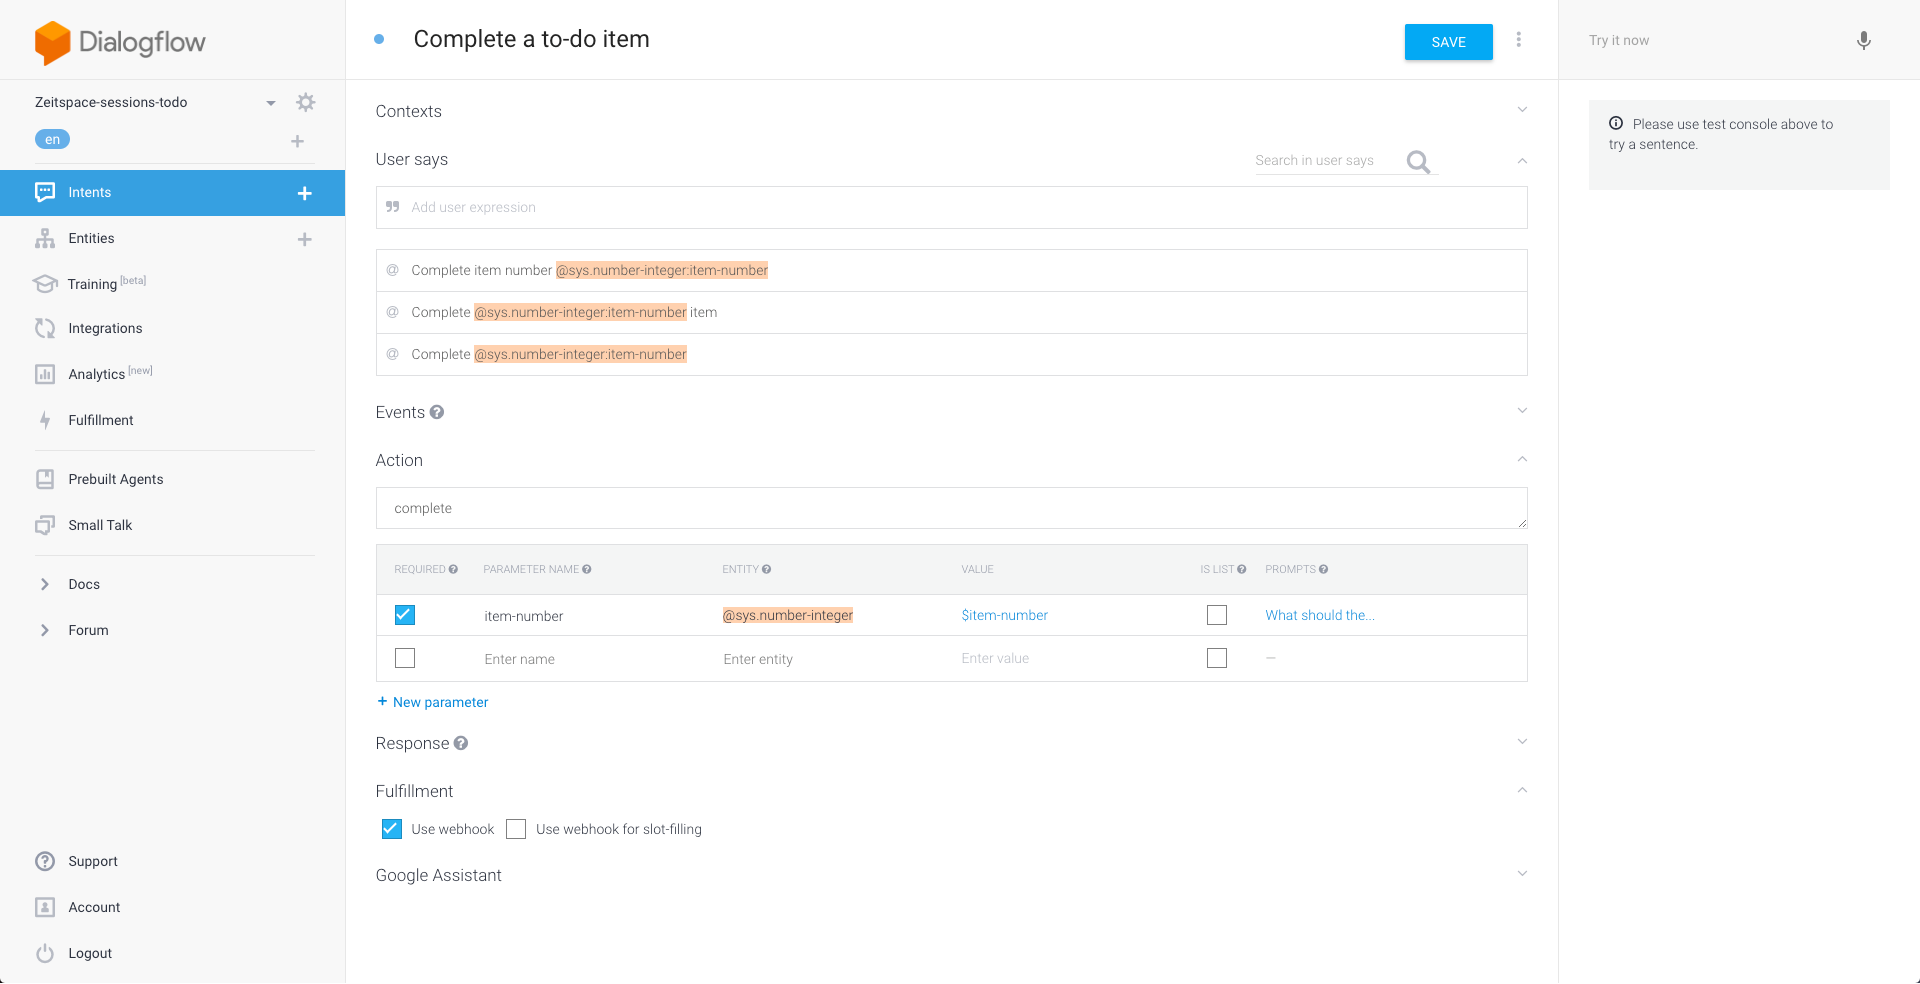 Dialogflow
Zeitspace-sessions-todo
en
Intents
Entities
Training [beta]
Integrations
Analytics [new]
Fulfillment
Prebuilt Agents
Small Talk
Docs
Forum
Support
Account
Logout
Complete a to-do item
SAVE
Contexts
User says
Search in user says
Add user expression
@ Complete item number @sys.number-integer:item-number
@ Complete @sys.number-integer:item-number item
@ Complete @sys.number-integer:item-number
Events
Action
complete
REQUIRED PARAMETER NAME ENTITY VALUE IS LIST PROMPTS
item-number @sys.number-integer $item-number What should the...
Enter name Enter entity Enter value —
+ New parameter
Response
Fulfillment
Use webhook Use webhook for slot-filling
Google Assistant
Try it now
Please use test console above to
try a sentence.